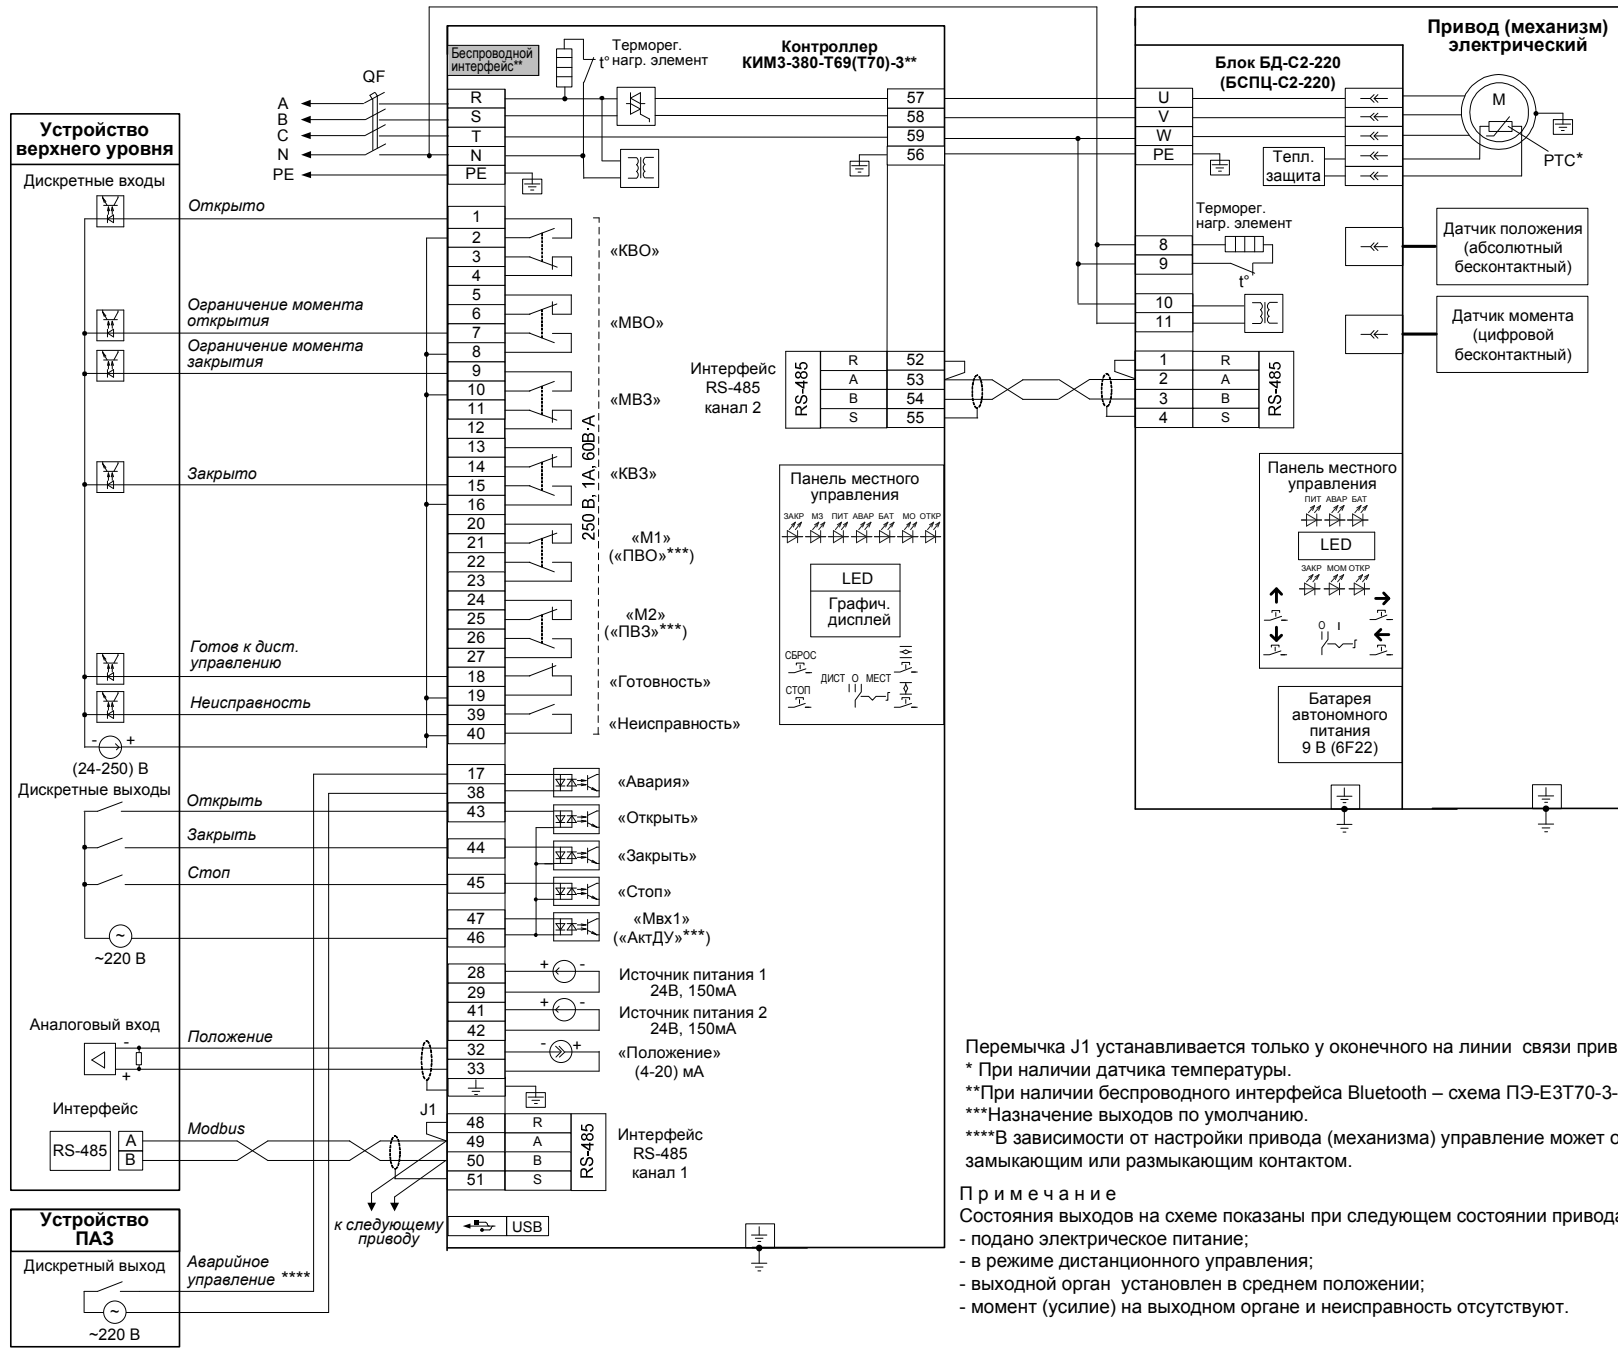 Устройство
верхнего уровня
Дискретные входы
Открыто
Ограничение момента
открытия
Ограничение момента
закрытия
Закрыто
Готов к дист.
управлению
Неисправность
- +
(24-250) В
Дискретные выходы
Открыть
Закрыть
Стоп
~
~220 В
Аналоговый вход
Положение
-
+
Интерфейс
Modbus
RS-485
A
B
J1
к следующему
приводу
Устройство
ПАЗ
Дискретный выход
Аварийное
управление ****
~
~220 В
QF
A
B
C
N
PE
Беспроводной
интерфейс**
Терморег.
t° нагр. элемент
Контроллер
КИМ3-380-Т69(Т70)-3**
R
S
T
N
PE
57
58
59
56
1
2
3
4
«КВО»
5
6
7
8
«МВО»
9
10
11
12
«МВЗ»
13
14
15
16
«КВЗ»
20
21
22
23
«М1»
(«ПВО»***)
24
25
26
27
«М2»
(«ПВЗ»***)
18
19
«Готовность»
39
40
«Неисправность»
250 В, 1А, 60В·А
17
38
«Авария»
43
«Открыть»
44
«Закрыть»
45
«Стоп»
47
46
«Мвх1»
(«АктДУ»***)
28
29
+ -
Источник питания 1
24В, 150мА
41
42
+ -
Источник питания 2
24В, 150мА
32
33
- +
«Положение»
(4-20) мА
48 R
49 A
50 B
51 S
RS-485
Интерфейс
RS-485
канал 1
USB
Интерфейс
RS-485
канал 2
RS-485
R 52
A 53
B 54
S 55
Панель местного
управления
ЗАКР МЗ ПИТ АВАР БАТ МО ОТКР
LED
Графич.
дисплей
СБРОС
СТОП
ДИСТ О МЕСТ
Привод (механизм)
электрический
Блок БД-С2-220
(БСПЦ-С2-220)
U
V
W
PE
Тепл.
защита
M
PTC*
Терморег.
нагр. элемент
8
9
t°
10
11
1 R
2 A
3 B
4 S
RS-485
Датчик положения
(абсолютный
бесконтактный)
Датчик момента
(цифровой
бесконтактный)
Панель местного
управления
ПИТ АВАР БАТ
LED
ЗАКР МОМ ОТКР
O I
Батарея
автономного
питания
9 В (6F22)
Перемычка J1 устанавливается только у оконечного на линии связи прив
* При наличии датчика температуры.
**При наличии беспроводного интерфейса Bluetooth – схема ПЭ-Е3Т70-3-
***Назначение выходов по умолчанию.
****В зависимости от настройки привода (механизма) управление может о
замыкающим или размыкающим контактом.
П р и м е ч а н и е
Состояния выходов на схеме показаны при следующем состоянии привода
- подано электрическое питание;
- в режиме дистанционного управления;
- выходной орган установлен в среднем положении;
- момент (усилие) на выходном органе и неисправность отсутствуют.